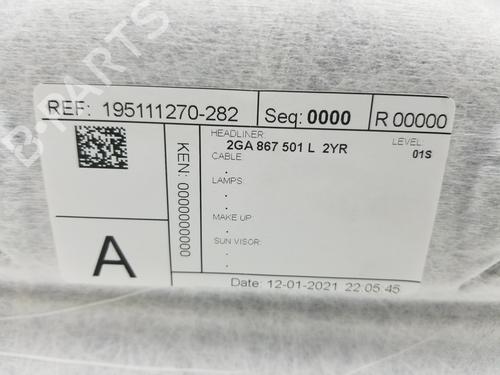 B-PARTS
REF: 195111270-282 Seq: 0000 R 00000
HEADLINER: LEVEL:
2GA 867 501 L 2YR 01S
CABLE:
.
LAMPS:
.
MAKE UP:
.
SUN VISOR:
.
KEN: 0000000000
A
Date: 12-01-2021 22:05:45